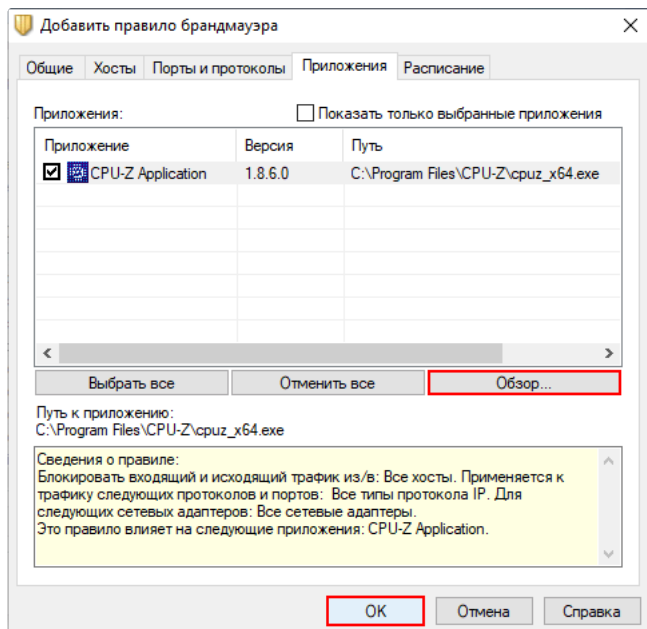 Добавить правило брандмауэра
Общие Хосты Порты и протоколы Приложения Расписание
Приложения: Показать только выбранные приложения
Приложение Версия Путь
CPU-Z Application 1.8.6.0 C:\Program Files\CPU-Z\cpuz_x64.exe
Выбрать все Отменить все Обзор...
Путь к приложению:
C:\Program Files\CPU-Z\cpuz_x64.exe
Сведения о правиле:
Блокировать входящий и исходящий трафик из/в: Все хосты. Применяется к
трафику следующих протоколов и портов: Все типы протокола IP. Для
следующих сетевых адаптеров: Все сетевые адаптеры.
Это правило влияет на следующие приложения: CPU-Z Application.
OK Отмена Справка